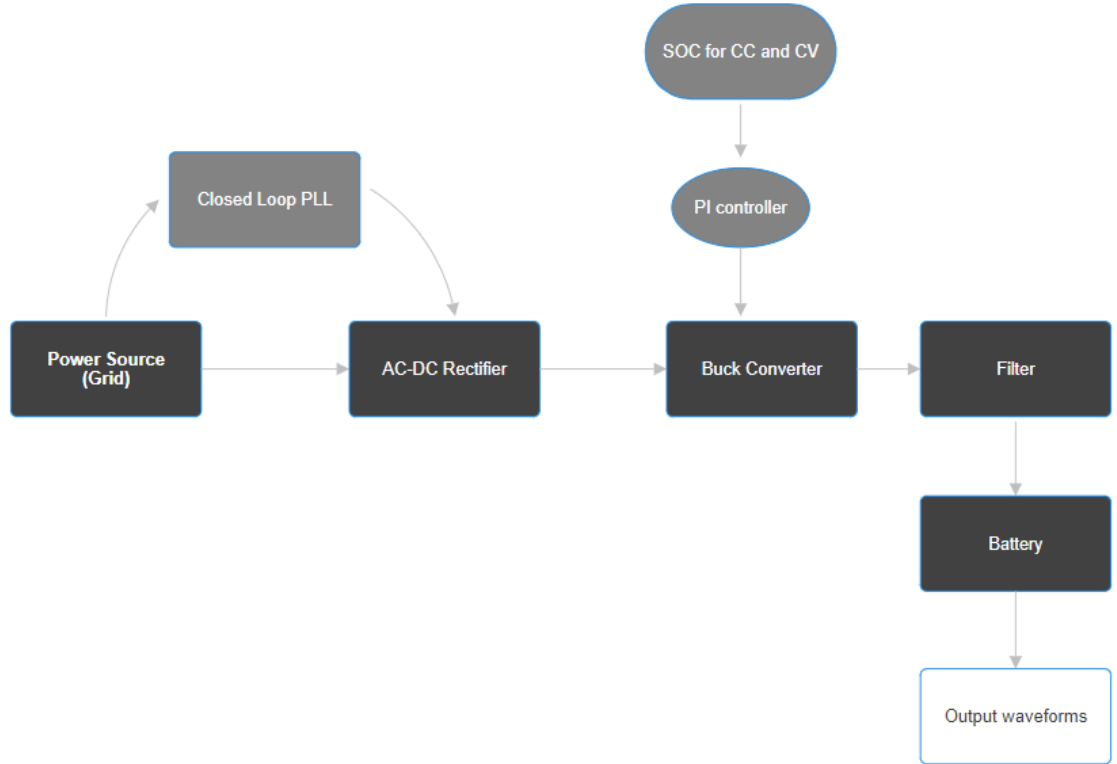 SOC for CC and CV
Closed Loop PLL
PI controller
Power Source
(Grid)
AC-DC Rectifier
Buck Converter
Filter
Battery
Output waveforms